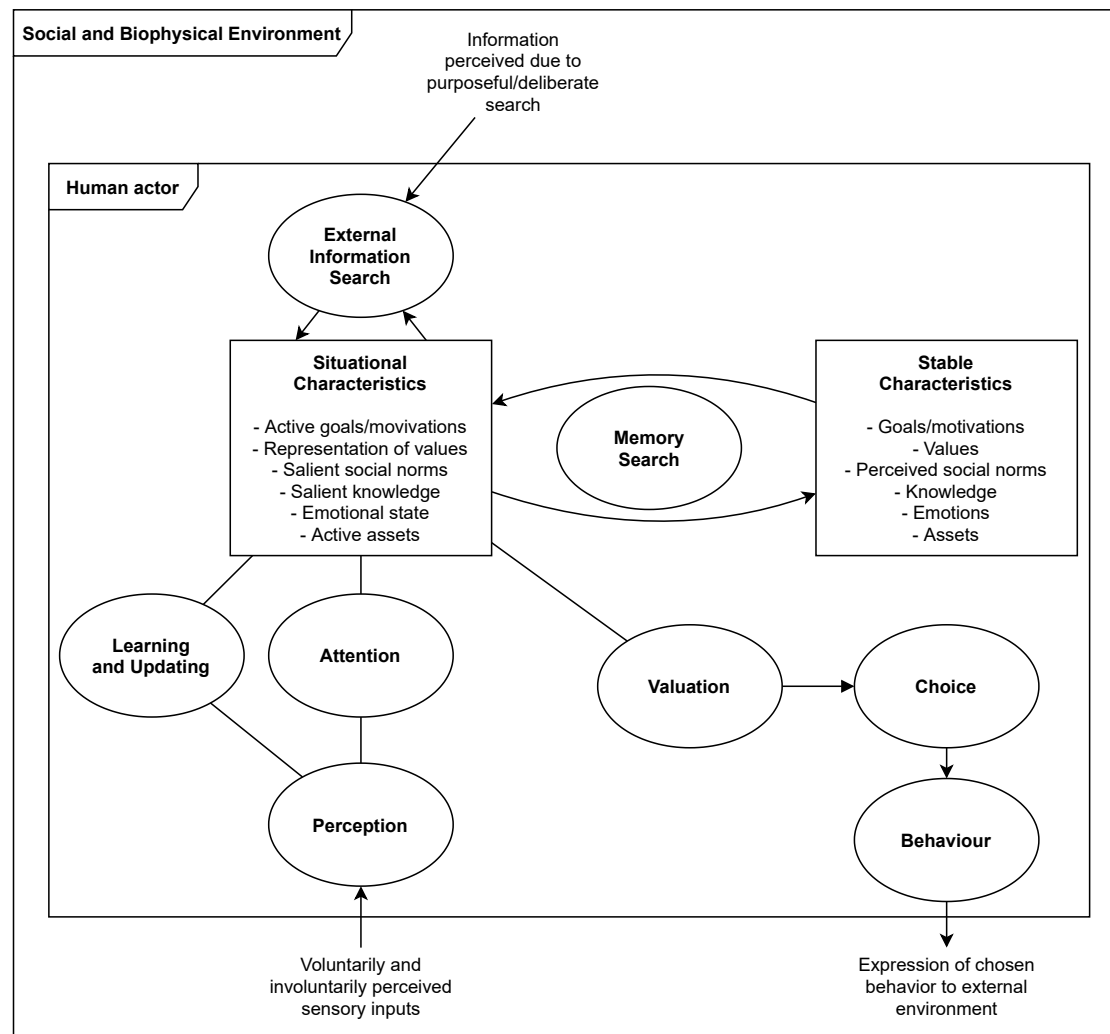 Social and Biophysical Environment
Information
perceived due to
purposeful/deliberate
search
Human actor
External
Information
Search
Situational
Characteristics
- Active goals/movivations
- Representation of values
- Salient social norms
- Salient knowledge
- Emotional state
- Active assets
Memory
Search
Stable
Characteristics
- Goals/motivations
- Values
- Perceived social norms
- Knowledge
- Emotions
- Assets
Learning
and Updating
Attention
Valuation
Choice
Perception
Behaviour
Voluntarily and
involuntarily perceived
sensory inputs
Expression of chosen
behavior to external
environment